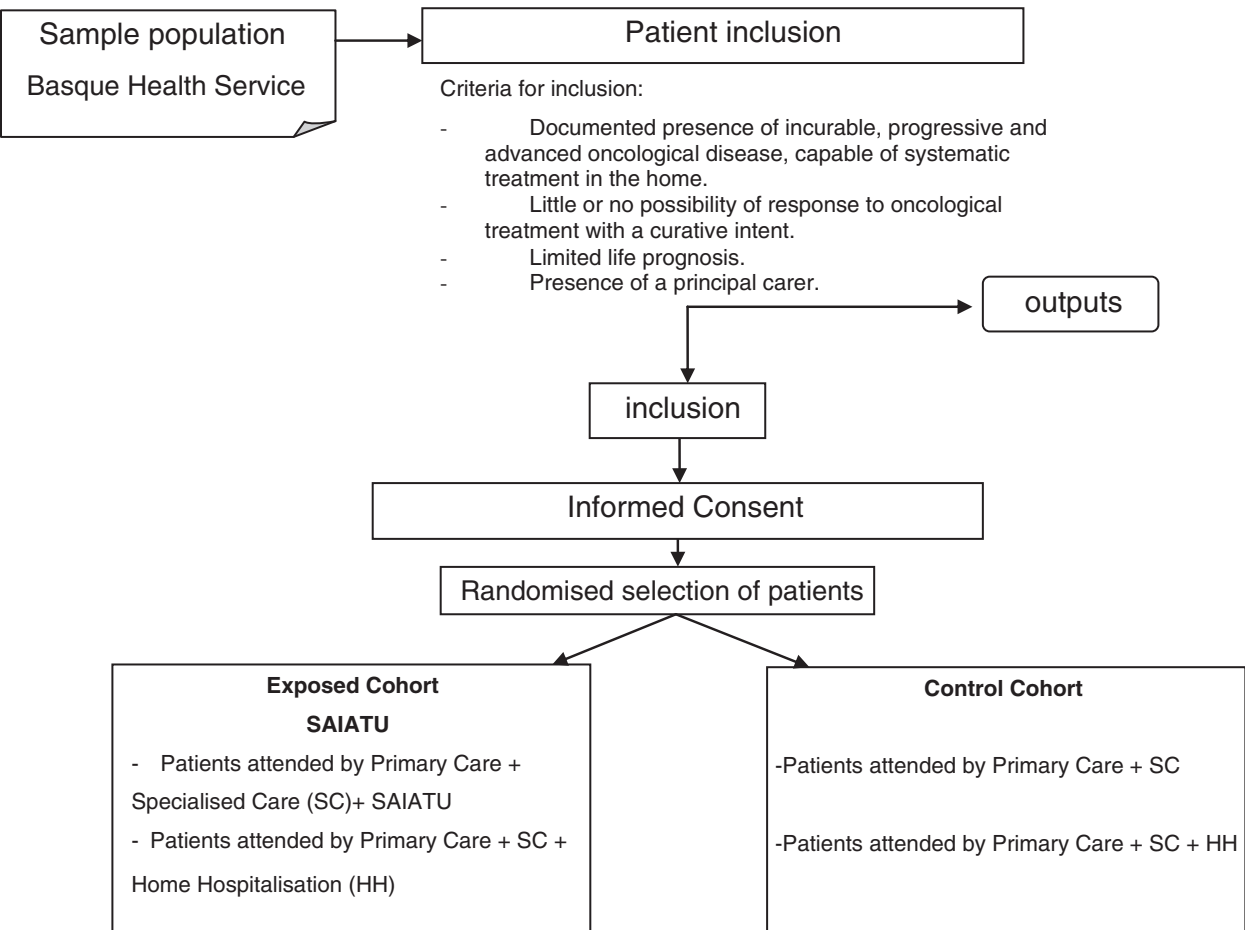 Sample population
Basque Health Service
Patient inclusion
Criteria for inclusion:
- Documented presence of incurable, progressive and
advanced oncological disease, capable of systematic
treatment in the home.
- Little or no possibility of response to oncological
treatment with a curative intent.
- Limited life prognosis.
- Presence of a principal carer.
outputs
inclusion
Informed Consent
Randomised selection of patients
Exposed Cohort
SAIATU
- Patients attended by Primary Care +
Specialised Care (SC)+ SAIATU
- Patients attended by Primary Care + SC +
Home Hospitalisation (HH)
Control Cohort
-Patients attended by Primary Care + SC
-Patients attended by Primary Care + SC + HH